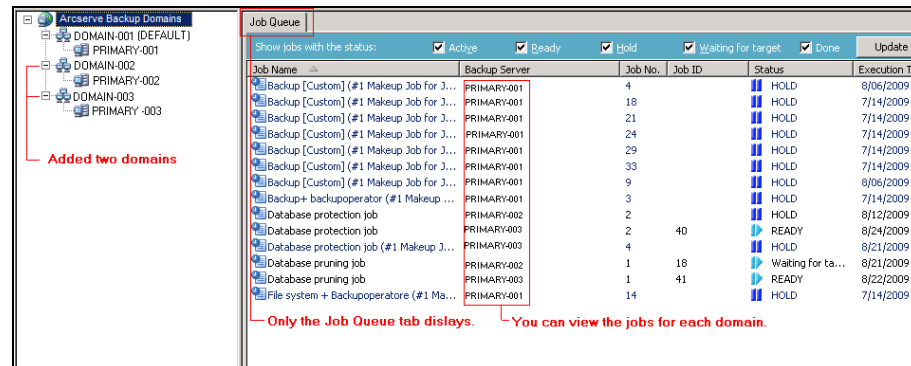 Arcserve Backup Domains
DOMAIN-001 (DEFAULT)
PRIMARY-001
DOMAIN-002
PRIMARY-002
DOMAIN-003
PRIMARY -003
Added two domains
Job Queue
Show jobs with the status: Active Ready Hold Waiting for target Done Update
Job Name Backup Server Job No. Job ID Status Execution T
Backup [Custom] (#1 Makeup Job for J... PRIMARY-001 4 HOLD 8/06/2009
Backup [Custom] (#1 Makeup Job for J... PRIMARY-001 18 HOLD 7/14/2009
Backup [Custom] (#1 Makeup Job for J... PRIMARY-001 21 HOLD 7/14/2009
Backup [Custom] (#1 Makeup Job for J... PRIMARY-001 24 HOLD 7/14/2009
Backup [Custom] (#1 Makeup Job for J... PRIMARY-001 29 HOLD 7/14/2009
Backup [Custom] (#1 Makeup Job for J... PRIMARY-001 33 HOLD 7/14/2009
Backup [Custom] (#1 Makeup Job for J... PRIMARY-001 9 HOLD 8/06/2009
Backup+ backupoperator (#1 Makeup ... PRIMARY-001 3 HOLD 7/14/2009
Database protection job PRIMARY-002 2 HOLD 8/12/2009
Database protection job PRIMARY-003 2 40 READY 8/24/2009
Database protection job (#1 Makeup J... PRIMARY-003 4 HOLD 8/21/2009
Database pruning job PRIMARY-002 1 18 Waiting for ta... 8/21/2009
Database pruning job PRIMARY-003 1 41 READY 8/22/2009
File system + Backupoperatore (#1 Ma... PRIMARY-001 14 HOLD 7/14/2009
Only the Job Queue tab dislays.
You can view the jobs for each domain.